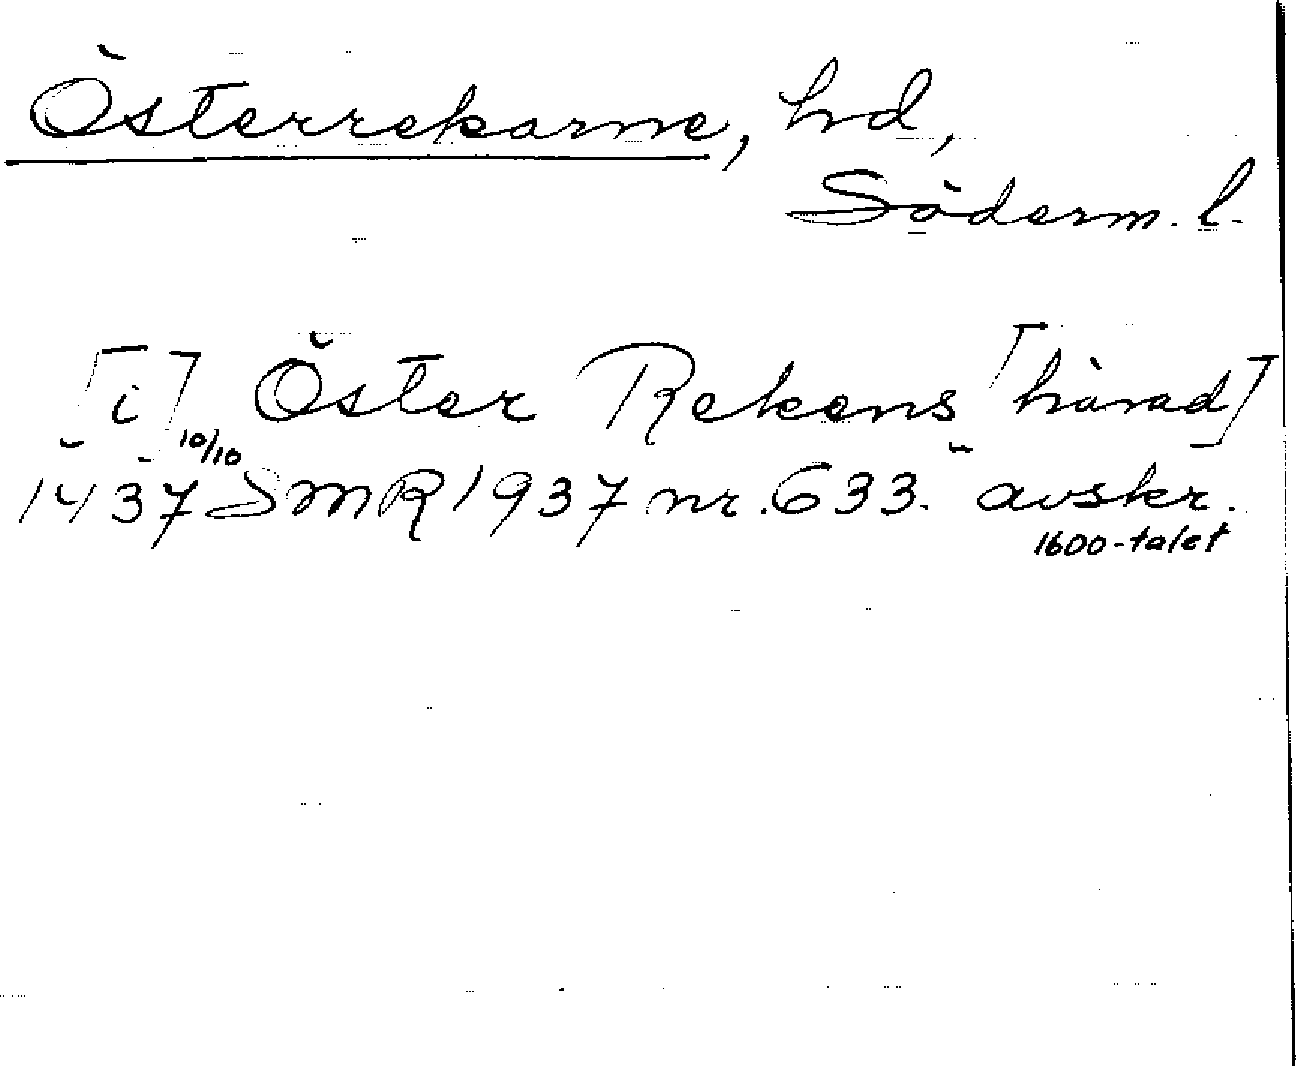 Österrekarne, hd,
Söderm. l.
[i] Öster Rekens [härad]
1437 10/10 SMR 1937 nr. 633. avskr.
1600-talet